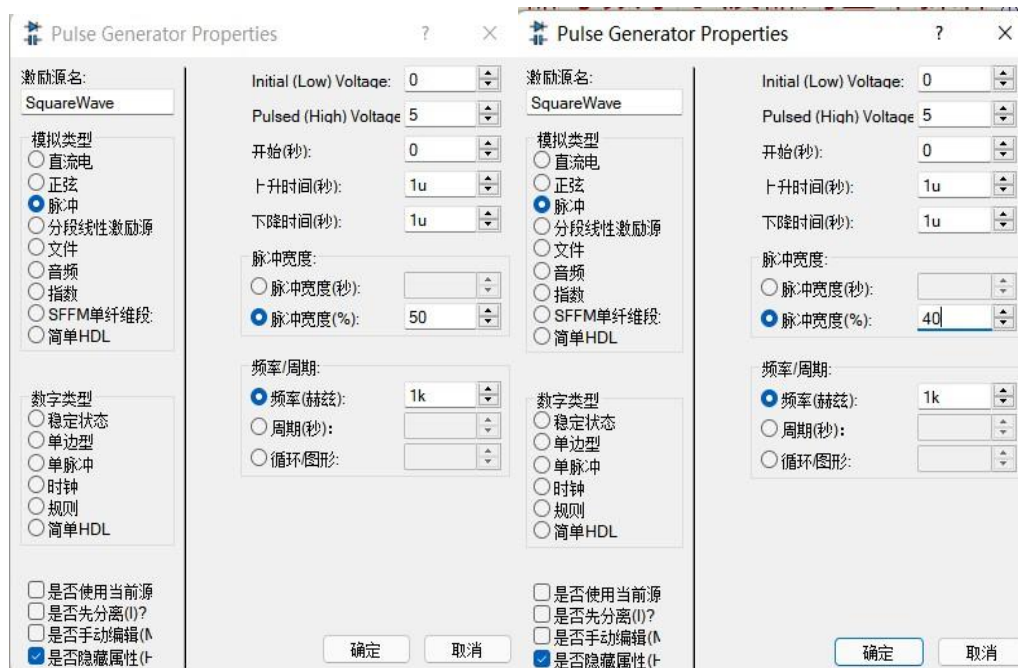 Pulse Generator Properties ? ×
激励源名:
SquareWave
模拟类型
直流电
正弦
脉冲
分段线性激励源
文件
音频
指数
SFFM单纤维段:
简单HDL
数字类型
稳定状态
单边型
单脉冲
时钟
规则
简单HDL
是否使用当前源
是否先分离(I)?
是否手动编辑(M
是否隐藏属性(H
Initial (Low) Voltage: 0
Pulsed (High) Voltage 5
开始(秒): 0
上升时间(秒): 1u
下降时间(秒): 1u
脉冲宽度:
脉冲宽度(秒):
脉冲宽度(%): 50
频率/周期:
频率(赫兹): 1k
周期(秒):
循环/图形:
确定 取消
Pulse Generator Properties ? ×
激励源名:
SquareWave
模拟类型
直流电
正弦
脉冲
分段线性激励源
文件
音频
指数
SFFM单纤维段:
简单HDL
数字类型
稳定状态
单边型
单脉冲
时钟
规则
简单HDL
是否使用当前源
是否先分离(I)?
是否手动编辑(M
是否隐藏属性(H
Initial (Low) Voltage: 0
Pulsed (High) Voltage 5
开始(秒): 0
上升时间(秒): 1u
下降时间(秒): 1u
脉冲宽度:
脉冲宽度(秒):
脉冲宽度(%): 40
频率/周期:
频率(赫兹): 1k
周期(秒):
循环/图形:
确定 取消